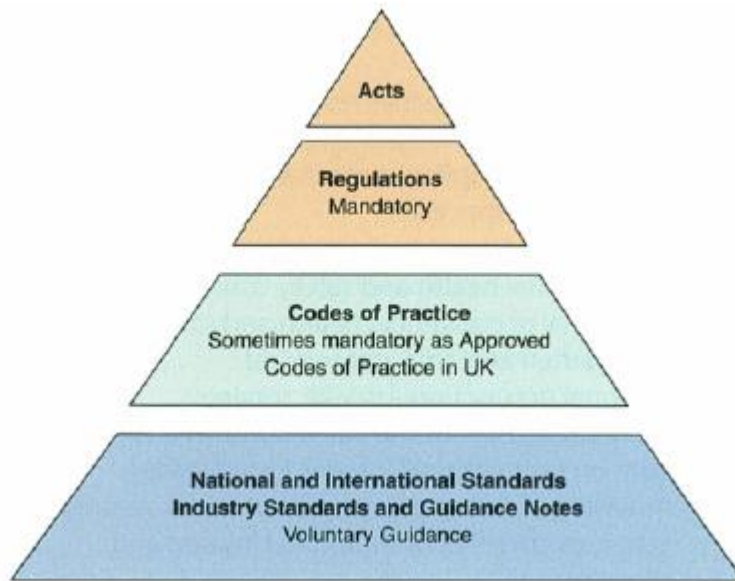 Acts
Regulations
Mandatory
Codes of Practice
Sometimes mandatory as Approved
Codes of Practice in UK
National and International Standards
Industry Standards and Guidance Notes
Voluntary Guidance